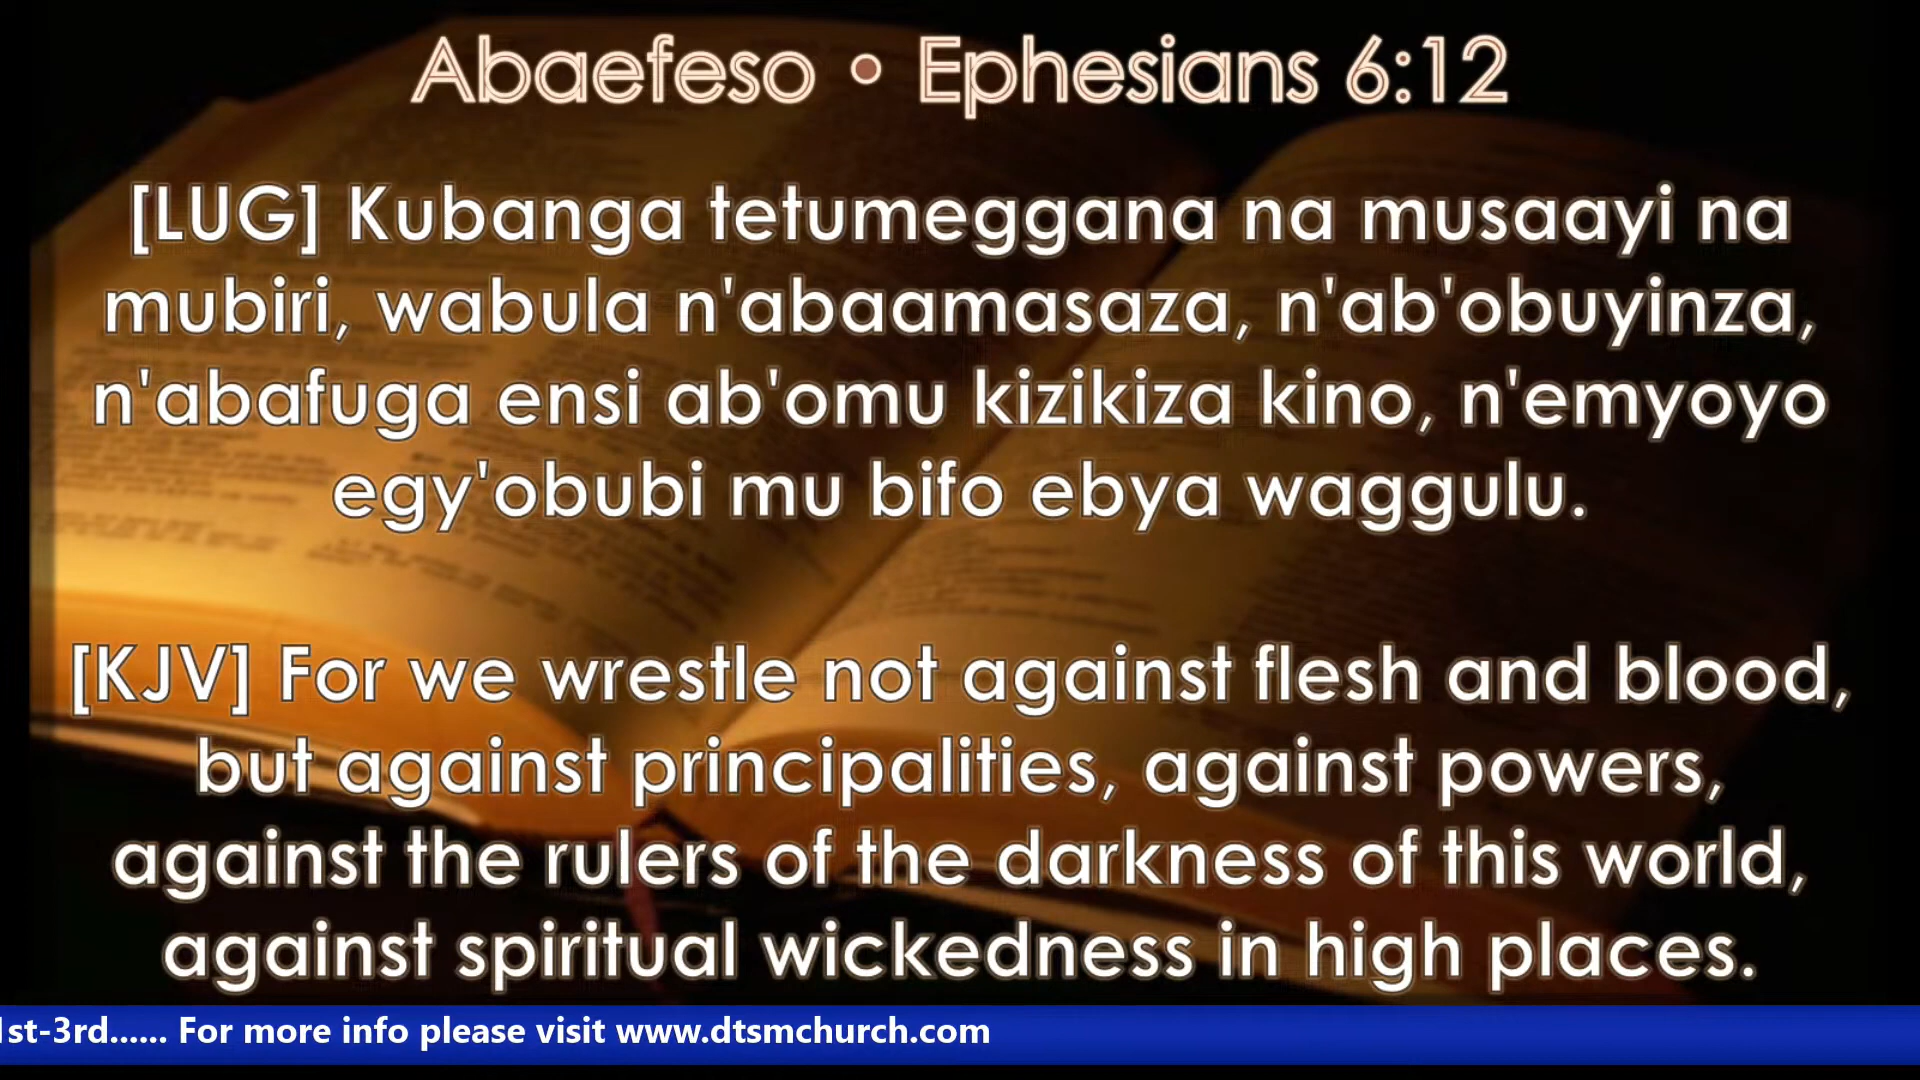 Abaefeso • Ephesians 6:12
[LUG] Kubanga tetumeggana na musaayi na
mubiri, wabula n'abaamasaza, n'ab'obuyinza,
n'abafuga ensi ab'omu kizikiza kino, n'emyoyo
egy'obubi mu bifo ebya waggulu.
[KJV] For we wrestle not against flesh and blood,
but against principalities, against powers,
against the rulers of the darkness of this world,
against spiritual wickedness in high places.
1st-3rd...... For more info please visit www.dtsmchurch.com